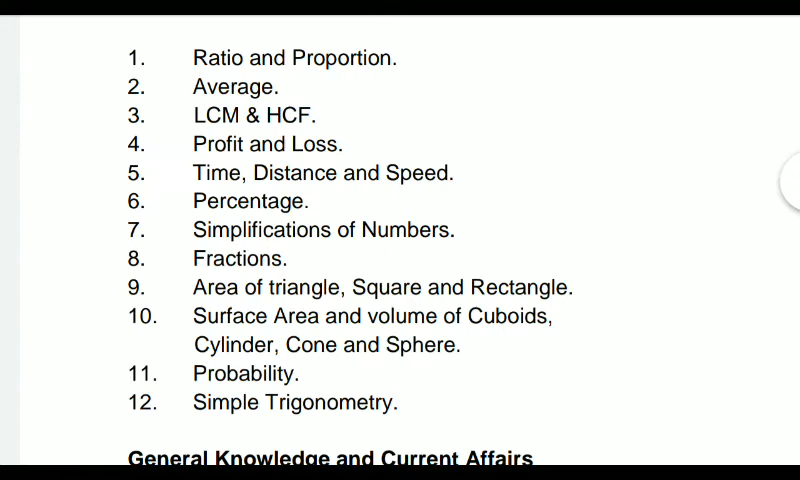 1. Ratio and Proportion.
2. Average.
3. LCM & HCF.
4. Profit and Loss.
5. Time, Distance and Speed.
6. Percentage.
7. Simplifications of Numbers.
8. Fractions.
9. Area of triangle, Square and Rectangle.
10. Surface Area and volume of Cuboids,
Cylinder, Cone and Sphere.
11. Probability.
12. Simple Trigonometry.
General Knowledge and Current Affairs